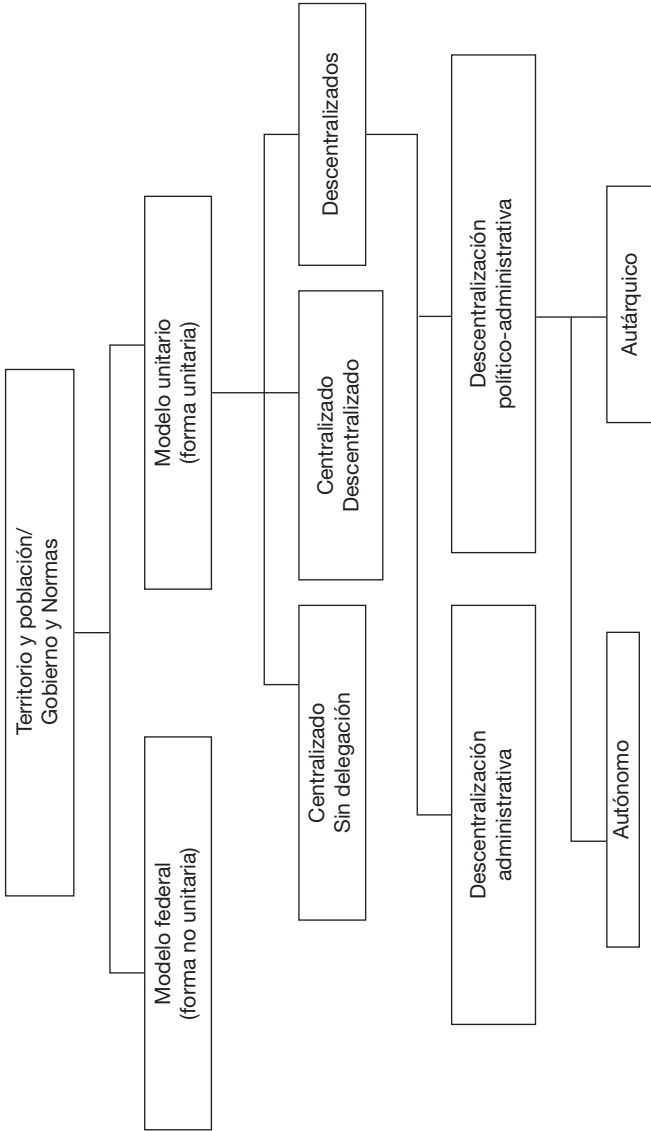 Territorio y población/
Gobierno y Normas
Modelo federal
(forma no unitaria)
Modelo unitario
(forma unitaria)
Centralizado
Sin delegación
Centralizado
Descentralizado
Descentralizados
Descentralización
administrativa
Descentralización
político-administrativa
Autónomo
Autárquico